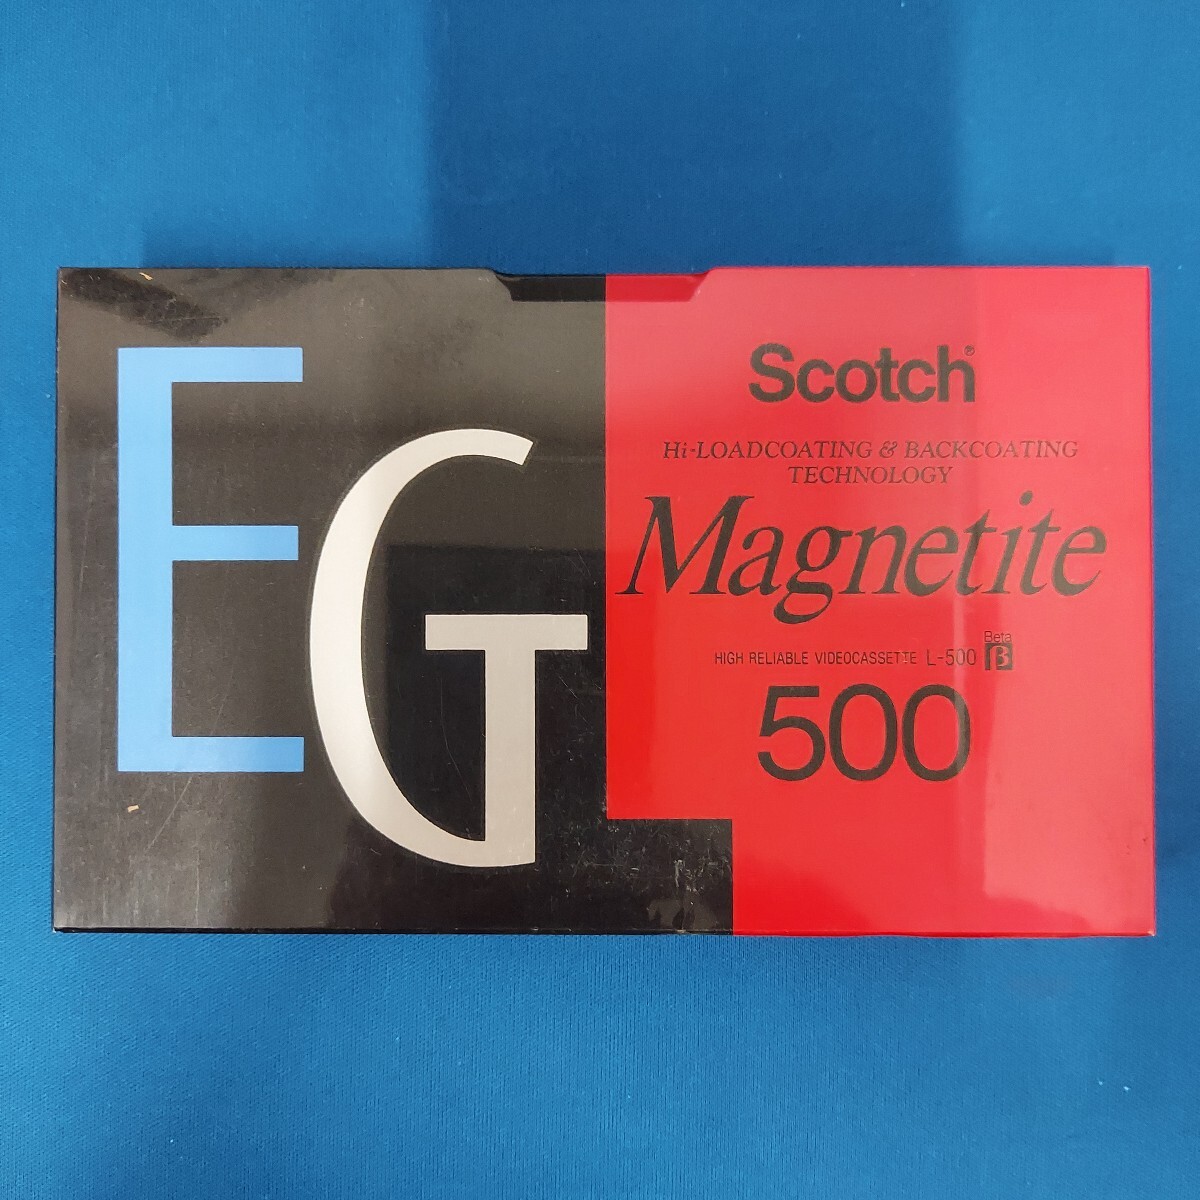 EG
Scotch®
Hi-LOADCOATING & BACKCOATING
TECHNOLOGY
Magnetite
Beta
HIGH RELIABLE VIDEOCASSETTE L-500 β
500